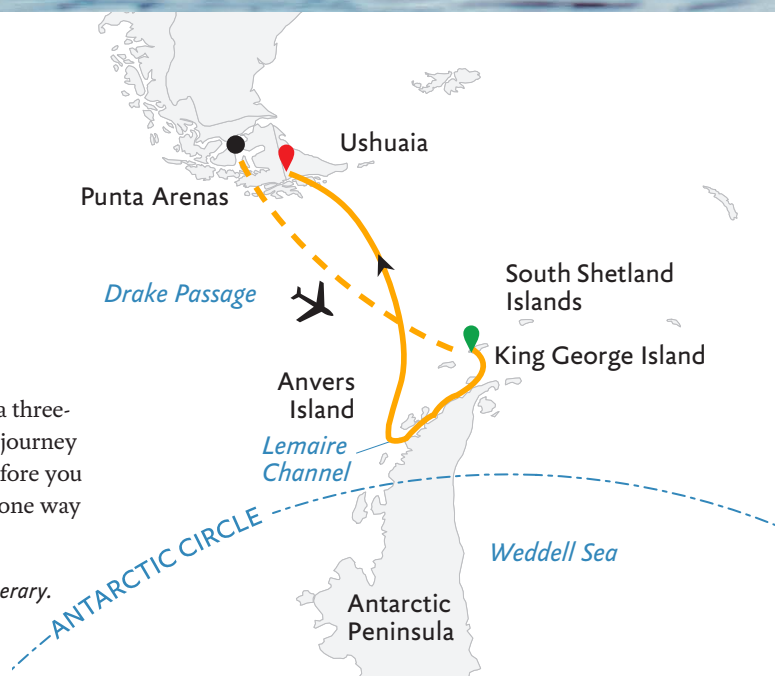 Ushuaia
Punta Arenas
Drake Passage
South Shetland
Islands
King George Island
Anvers
Island
Lemaire
Channel
a three-
journey
fore you
one way
erary.
ANTARCTIC CIRCLE
Weddell Sea
Antarctic
Peninsula